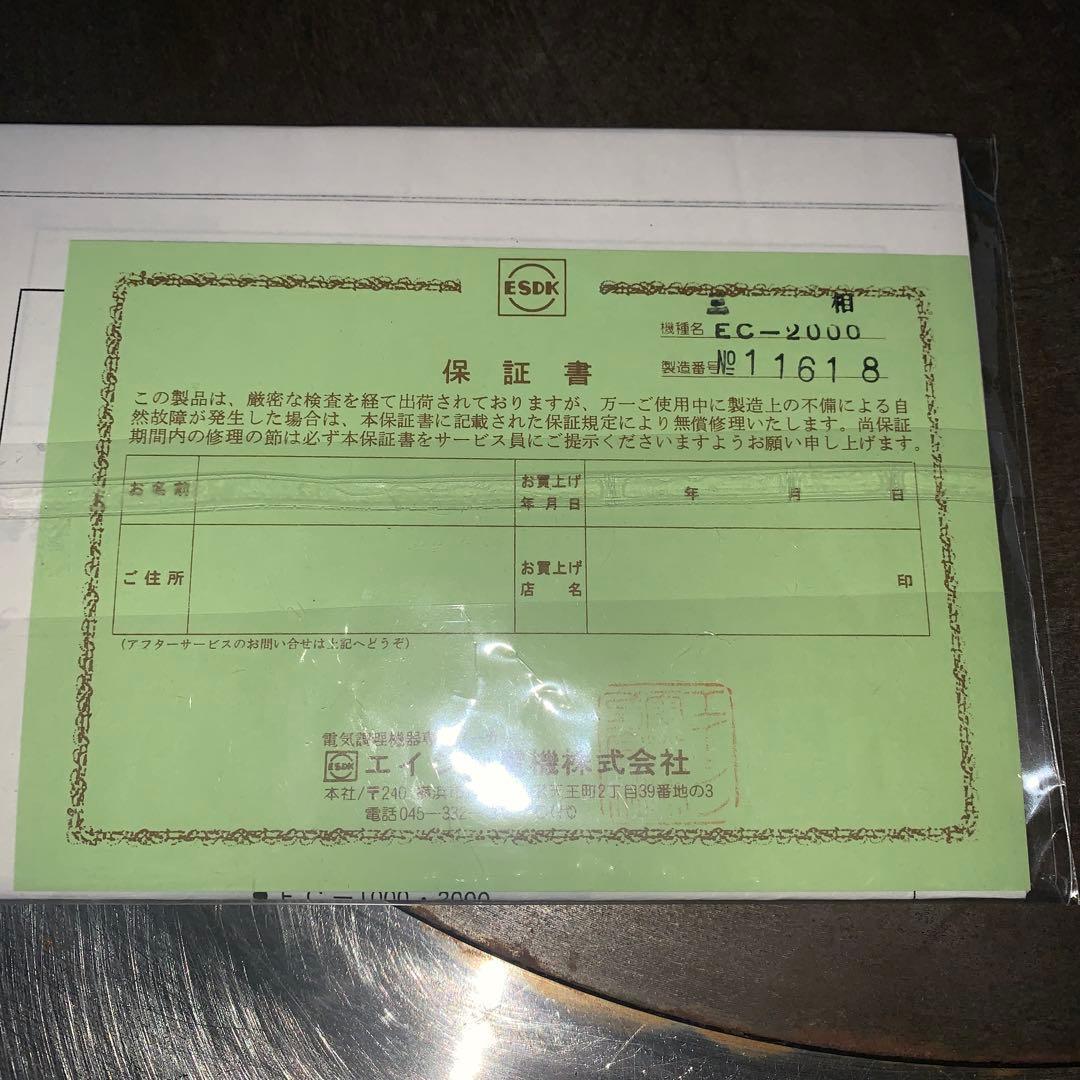 ESDK
三相
機種名 EC-2000
製造番号 № 11618
保証書
この製品は、厳密な検査を経て出荷されておりますが、万一ご使用中に製造上の不備による自
然故障が発生した場合は、本保証書に記載された保証規定により無償修理いたします。尚保証
期間内の修理の節は必ず本保証書をサービス員にご提示くださいますようお願い申し上げます。
お名前
お買上げ
年月日
年 月 日
ご住所
お買上げ
店名
印
(アフターサービスのお問い合せは上記へどうぞ)
電気調理機器専
ESDK エイ 機株式会社
本社/〒240 横浜市 天王町2丁目39番地の3
電話045-332
EC-1000・2000